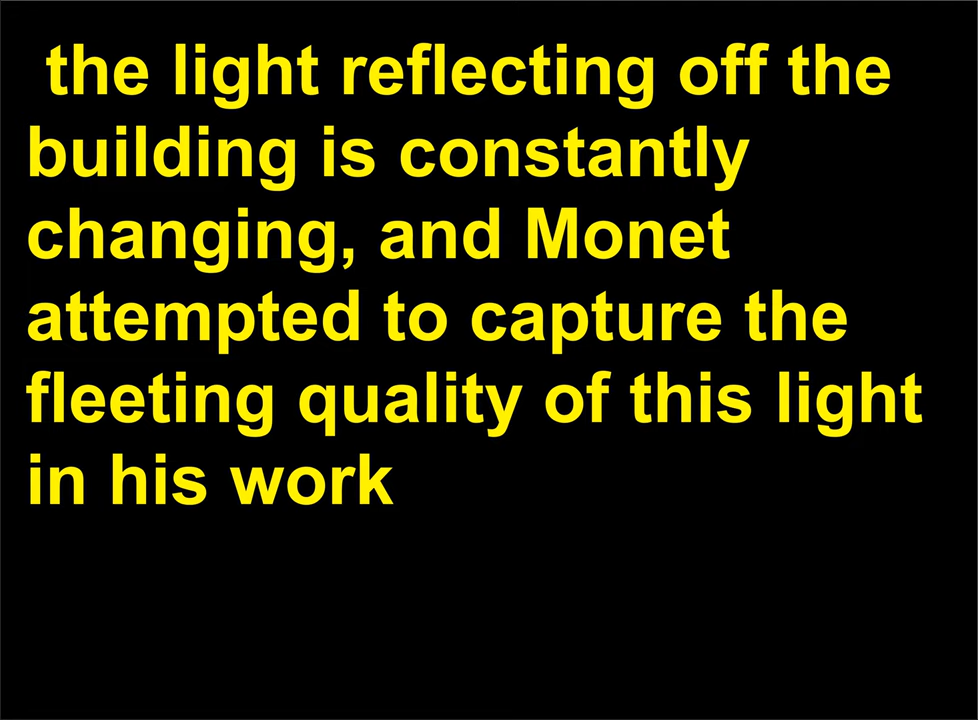 the light reflecting off the
building is constantly
changing, and Monet
attempted to capture the
fleeting quality of this light
in his work